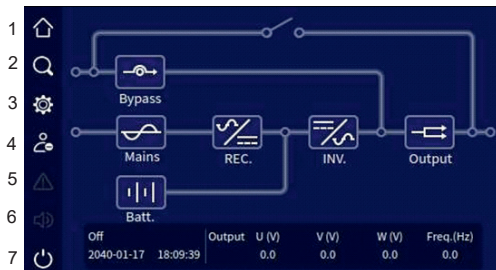 1
2
3
4
5
6
7
Bypass
Mains
REC.
INV.
Output
Batt.
Off Output U (V) V (V) W (V) Freq.(Hz)
2040-01-17 18:09:39 0.0 0.0 0.0 0.0